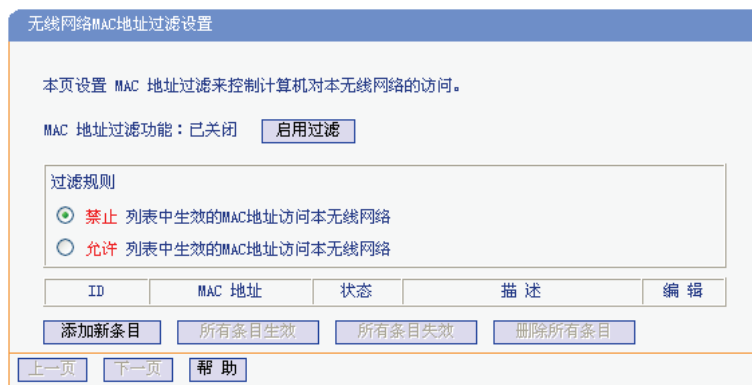 无线网络MAC地址过滤设置
本页设置 MAC 地址过滤来控制计算机对本无线网络的访问。
MAC 地址过滤功能：已关闭 启用过滤
过滤规则
禁止 列表中生效的MAC地址访问本无线网络
允许 列表中生效的MAC地址访问本无线网络
ID MAC 地址 状态 描 述 编 辑
添加新条目 所有条目生效 所有条目失效 删除所有条目
上一页 下一页 帮 助